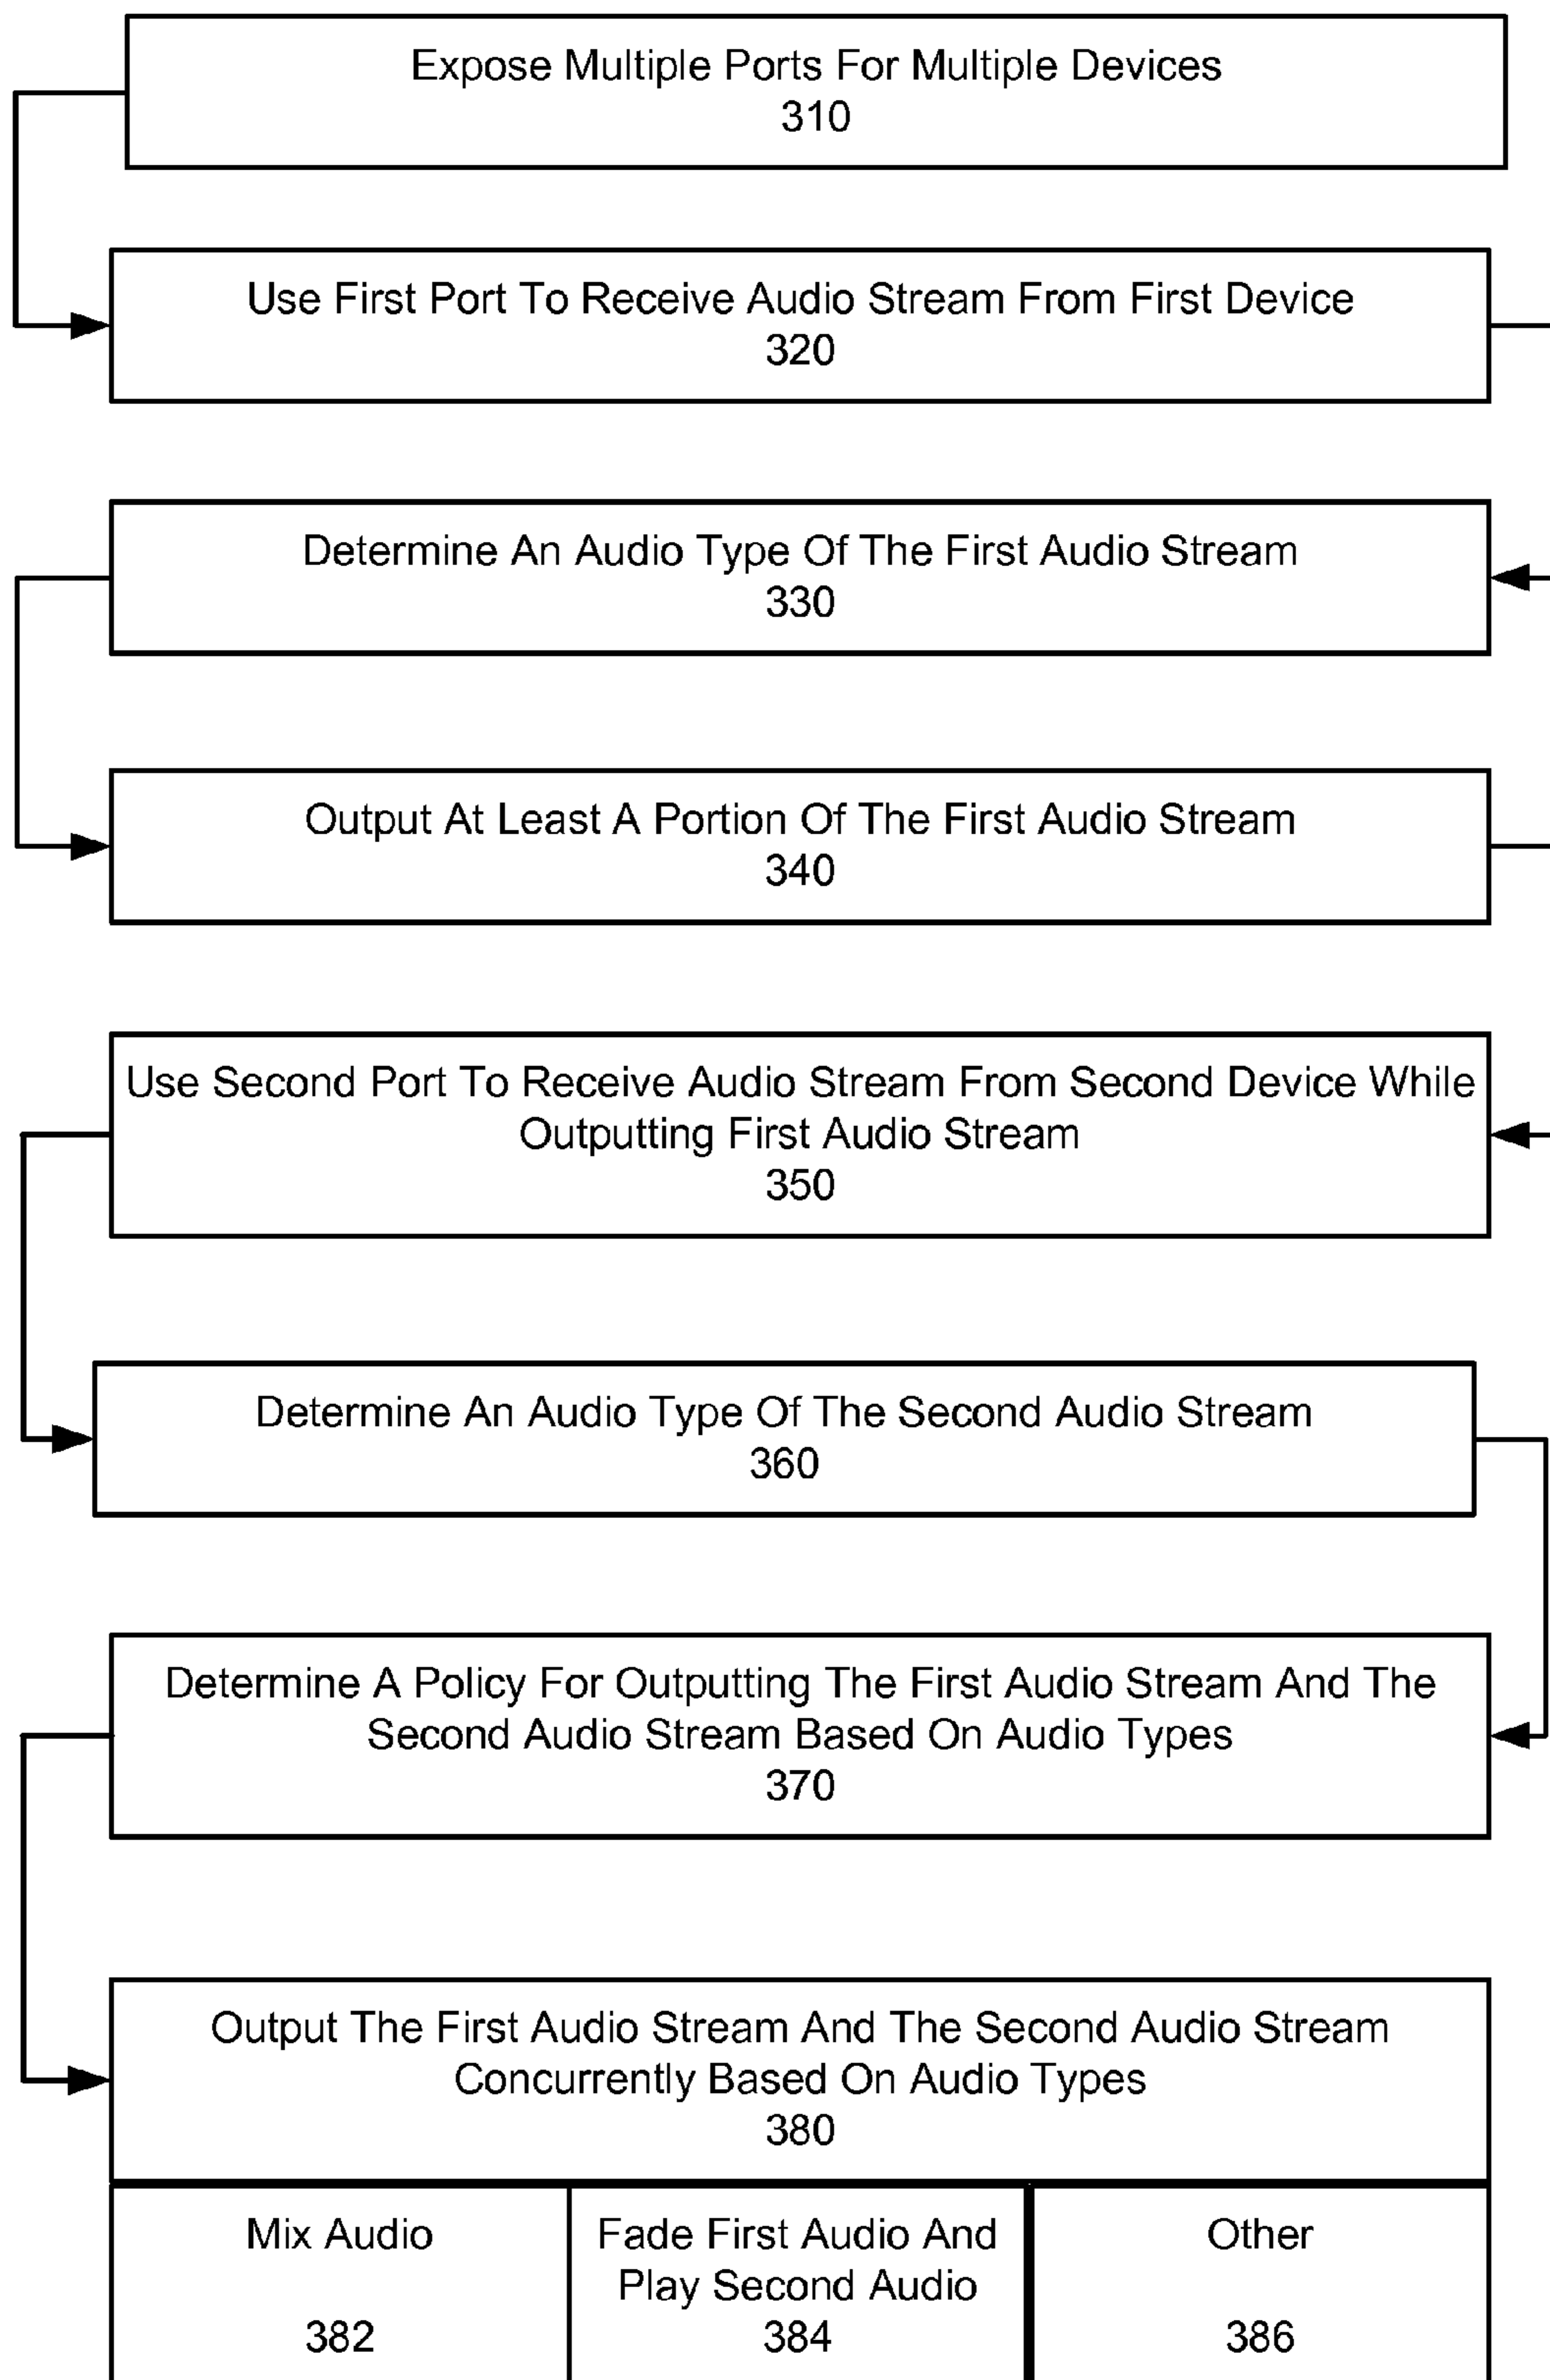 Expose Multiple Ports For Multiple Devices
310
Use First Port To Receive Audio Stream From First Device
320
Determine An Audio Type Of The First Audio Stream
330
Output At Least A Portion Of The First Audio Stream
340
Use Second Port To Receive Audio Stream From Second Device While
Outputting First Audio Stream
350
Determine An Audio Type Of The Second Audio Stream
360
Determine A Policy For Outputting The First Audio Stream And The
Second Audio Stream Based On Audio Types
370
Output The First Audio Stream And The Second Audio Stream
Concurrently Based On Audio Types
380
Mix Audio
382
Fade First Audio And
Play Second Audio
384
Other
386